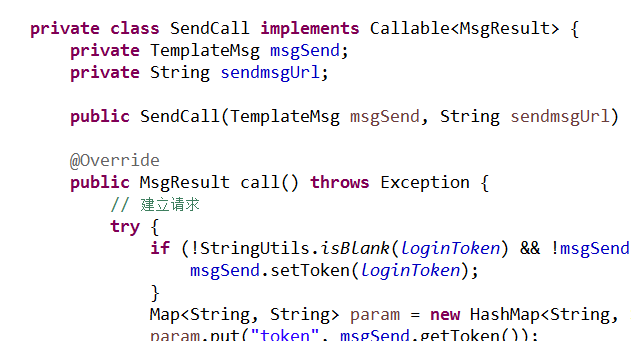 private class SendCall implements Callable<MsgResult> {
private TemplateMsg msgSend;
private String sendmsgUrl;
public SendCall(TemplateMsg msgSend, String sendmsgUrl)
@Override
public MsgResult call() throws Exception {
// 建立请求
try {
if (!StringUtils.isBlank(loginToken) && !msgSend
msgSend.setToken(loginToken);
}
Map<String, String> param = new HashMap<String,
param.put("token", msgSend.getToken());